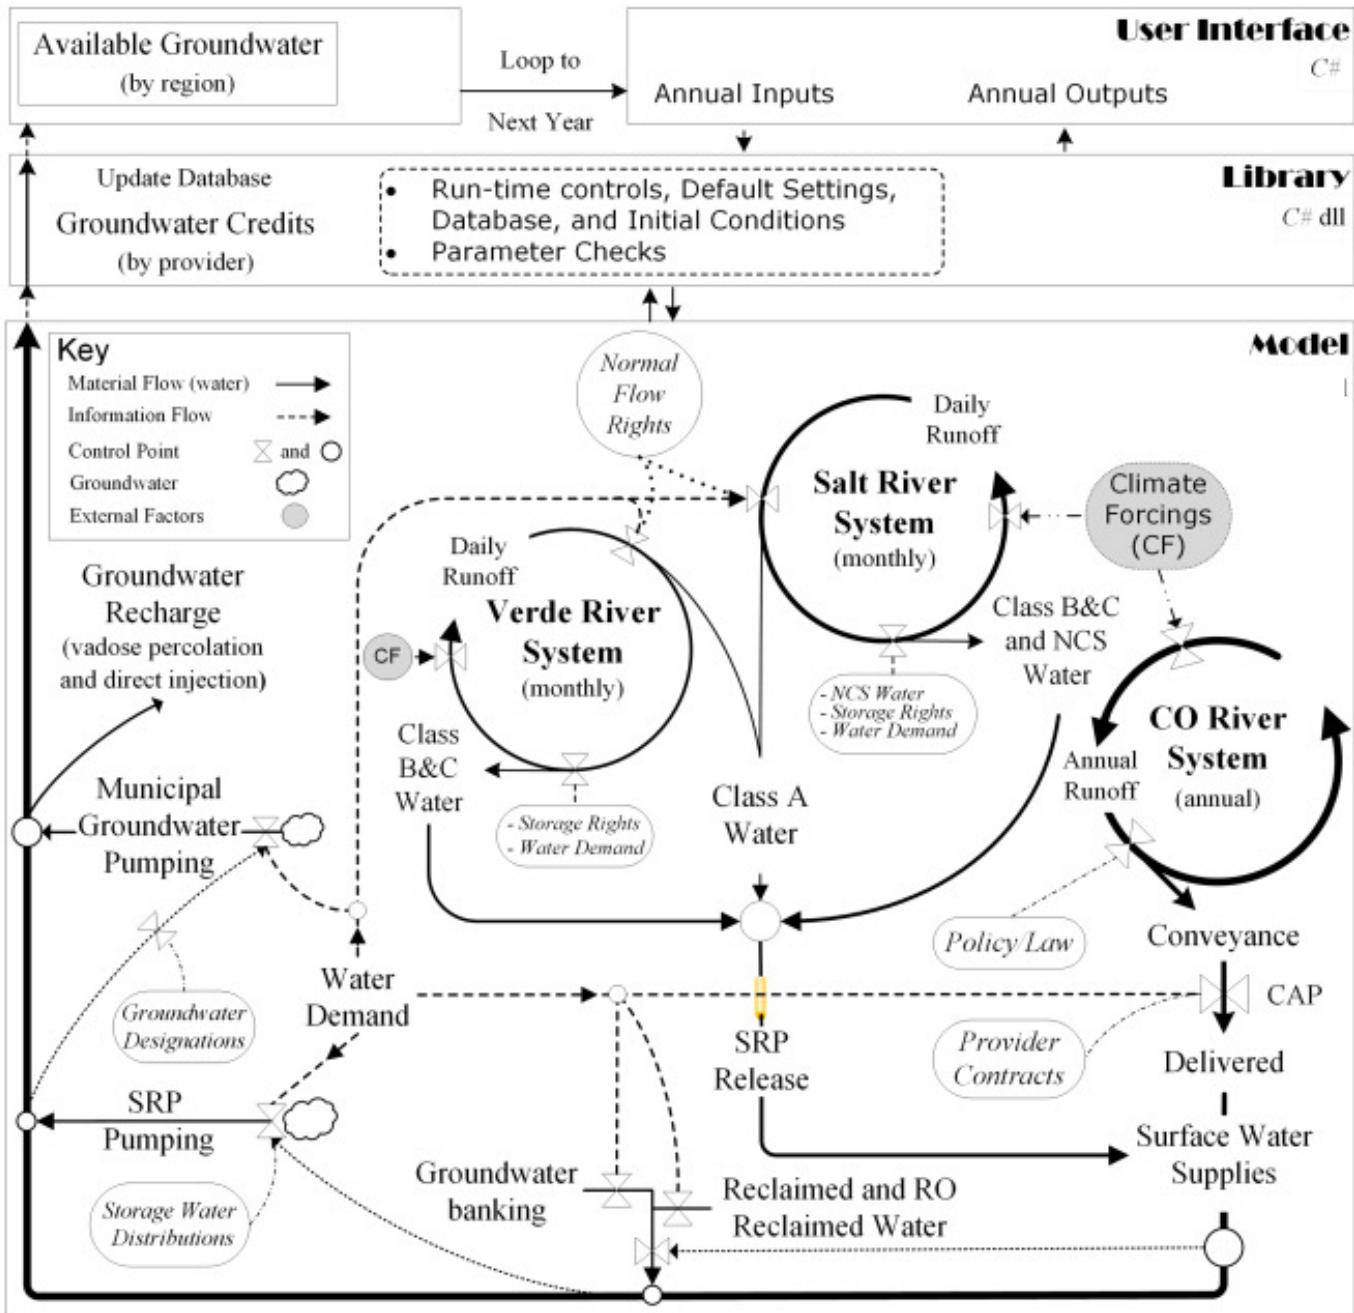 Available Groundwater
(by region)
Loop to
Next Year
User Interface
C#
Annual Inputs
Annual Outputs
Update Database
Groundwater Credits
(by provider)
• Run-time controls, Default Settings,
Database, and Initial Conditions
• Parameter Checks
Library
C# dll
Model
Key
Material Flow (water)
Information Flow
Control Point
and
Groundwater
External Factors
Normal
Flow
Rights
Daily
Runoff
Salt River
System
(monthly)
Climate
Forcings
(CF)
Daily
Runoff
Verde River
System
(monthly)
CF
Class B&C
and NCS
Water
- NCS Water
- Storage Rights
- Water Demand
CO River
System
(annual)
Annual
Runoff
Groundwater
Recharge
(vadose percolation
and direct injection)
Class
B&C
Water
- Storage Rights
- Water Demand
Class A
Water
Municipal
Groundwater
Pumping
Policy/Law
Conveyance
CAP
Water
Demand
Groundwater
Designations
SRP
Release
Provider
Contracts
Delivered
SRP
Pumping
Surface Water
Supplies
Storage Water
Distributions
Groundwater
banking
Reclaimed and RO
Reclaimed Water